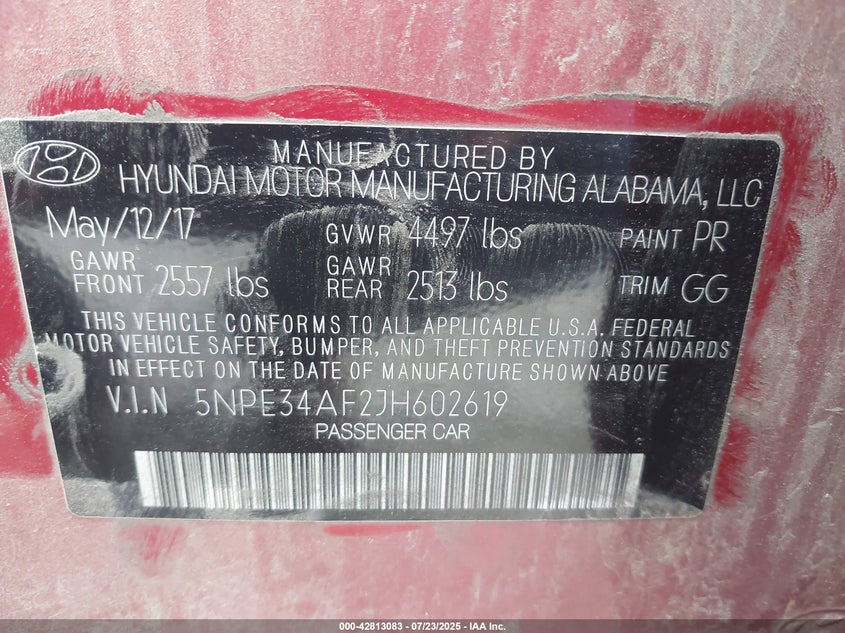 MANUFACTURED BY
HYUNDAI MOTOR MANUFACTURING ALABAMA, LLC
May/12/17 GVWR 4497 lbs PAINT PR
GAWR FRONT 2557 lbs GAWR REAR 2513 lbs TRIM GG
THIS VEHICLE CONFORMS TO ALL APPLICABLE U.S.A. FEDERAL
MOTOR VEHICLE SAFETY, BUMPER, AND THEFT PREVENTION STANDARDS
IN EFFECT ON THE DATE OF MANUFACTURE SHOWN ABOVE
V.I.N 5NPE34AF2JH602619
PASSENGER CAR
000-42813083 - 07/23/2025 - IAA Inc.